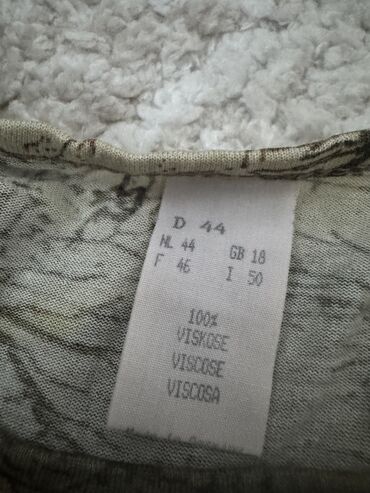 D 44
NL 44 GB 18
F 46 I 50
100%
VISKOSE
VISCOSE
VISCOSA